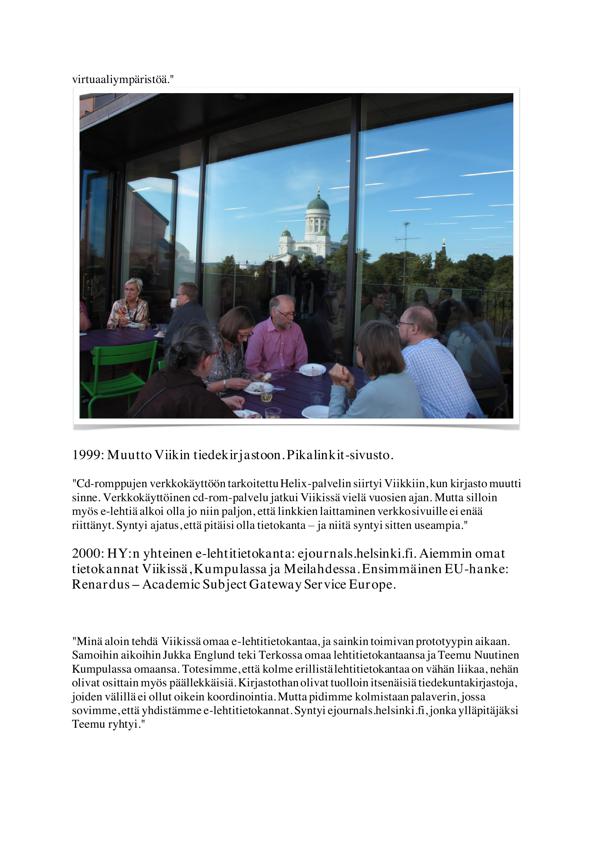 virtuaaliympäristöä."
1999: Muutto Viikin tiedekirjastoon. Pikalinkit-sivusto.
"Cd-romppujen verkkokäyttöön tarkoitettu Helix-palvelin siirtyi Viikkiin, kun kirjasto muutti
sinne. Verkkokäyttöinen cd-rom-palvelu jatkui Viikissä vielä vuosien ajan. Mutta silloin
myös e-lehtiä alkoi olla jo niin paljon, että linkkien laittaminen verkkosivuille ei enää
riittänyt. Syntyi ajatus, että pitäisi olla tietokanta – ja niitä syntyi sitten useampia."
2000: HY:n yhteinen e-lehtitietokanta: ejournals.helsinki.fi. Aiemmin omat
tietokannat Viikissä, Kumpulassa ja Meilahdessa. Ensimmäinen EU-hanke:
Renardus – Academic Subject Gateway Service Europe.
"Minä aloin tehdä Viikissä omaa e-lehtitietokantaa, ja sainkin toimivan prototyypin aikaan.
Samoihin aikoihin Jukka Englund teki Terkossa omaa lehtitietokantaansa ja Teemu Nuutinen
Kumpulassa omaansa. Totesimme, että kolme erillistä lehtitietokantaa on vähän liikaa, nehän
olivat osittain myös päällekkäisiä. Kirjastothan olivat tuolloin itsenäisiä tiedekuntakirjastoja,
joiden välillä ei ollut oikein koordinointia. Mutta pidimme kolmistaan palaverin, jossa
sovimme, että yhdistämme e-lehtitietokannat. Syntyi ejournals.helsinki.fi, jonka ylläpitäjäksi
Teemu ryhtyi."